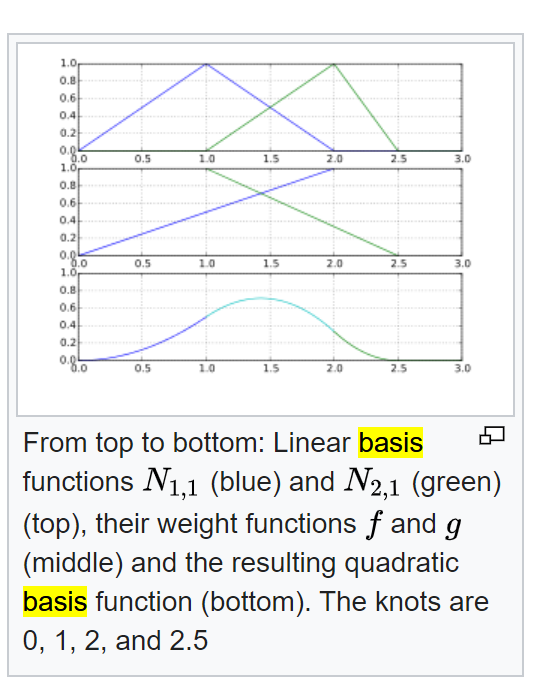 1.0
0.8
0.6
0.4
0.2
0.0
0.0 0.5 1.0 1.5 2.0 2.5 3.0
1.0
0.8
0.6
0.4
0.2
0.0
0.0 0.5 1.0 1.5 2.0 2.5 3.0
1.0
0.8
0.6
0.4
0.2
0.0
0.0 0.5 1.0 1.5 2.0 2.5 3.0
From top to bottom: Linear basis
functions N1,1 (blue) and N2,1 (green)
(top), their weight functions f and g
(middle) and the resulting quadratic
basis function (bottom). The knots are
0, 1, 2, and 2.5